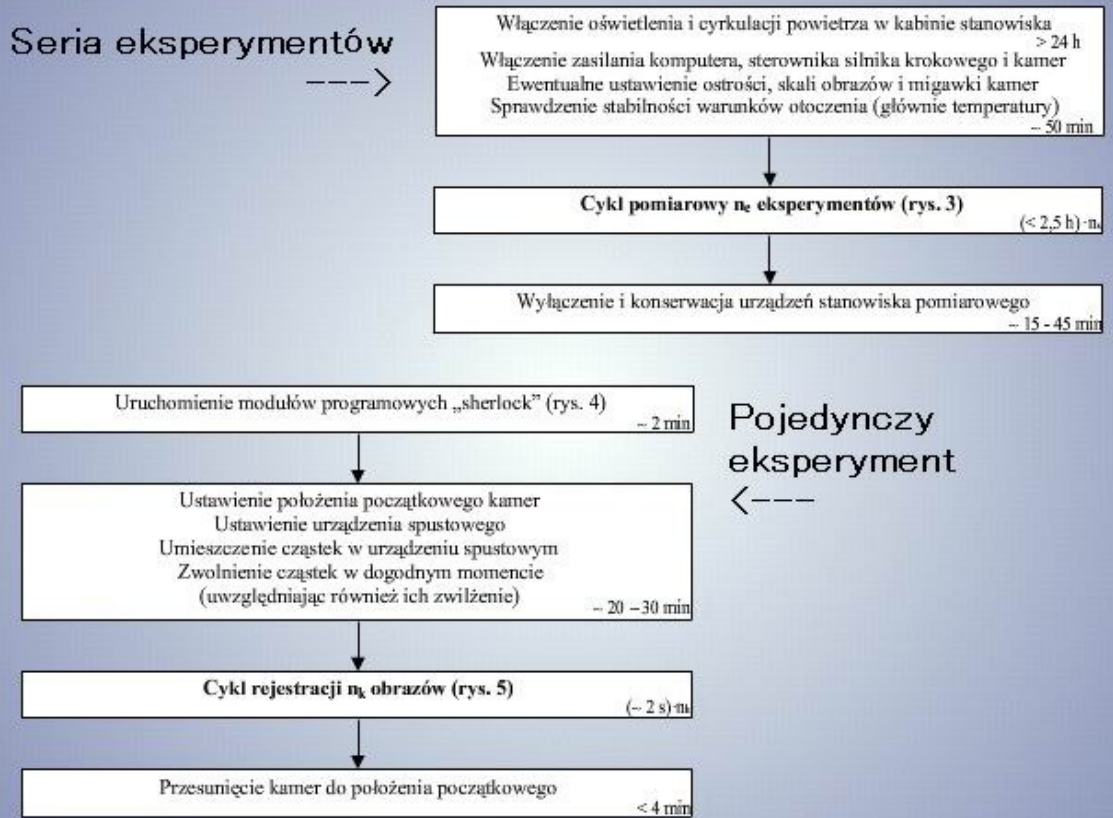 Seria eksperymentów
--->
Włączenie oświetlenia i cyrkulacji powietrza w kabinie stanowiska
> 24 h
Włączenie zasilania komputera, sterownika silnika krokowego i kamer
Ewentualne ustawienie ostrości, skali obrazów i migawki kamer
Sprawdzenie stabilności warunków otoczenia (głównie temperatury)
~ 50 min
Cykl pomiarowy nₑ eksperymentów (rys. 3)
(< 2,5 h)·nₑ
Wyłączenie i konserwacja urządzeń stanowiska pomiarowego
~ 15 - 45 min
Uruchomienie modułów programowych „sherlock” (rys. 4)
~ 2 min
Pojedynczy
eksperyment
<---
Ustawienie położenia początkowego kamer
Ustawienie urządzenia spustowego
Umieszczenie cząstek w urządzeniu spustowym
Zwolnienie cząstek w dogodnym momencie
(uwzględniając również ich zwilżenie)
~ 20 – 30 min
Cykl rejestracji nₖ obrazów (rys. 5)
(~ 2 s)·nₖ
Przesunięcie kamer do położenia początkowego
< 4 min